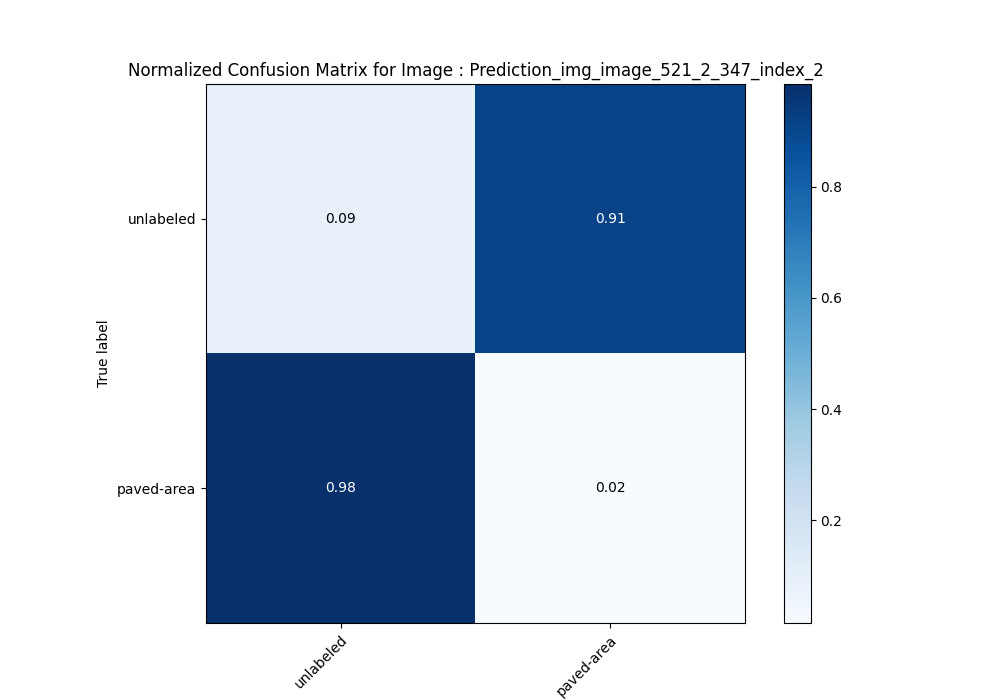 Normalized Confusion Matrix for Image : Prediction_img_image_521_2_347_index_2
unlabeled
0.09
0.91
0.8
0.6
True label
0.4
paved-area
0.98
0.02
0.2
unlabeled
paved-area